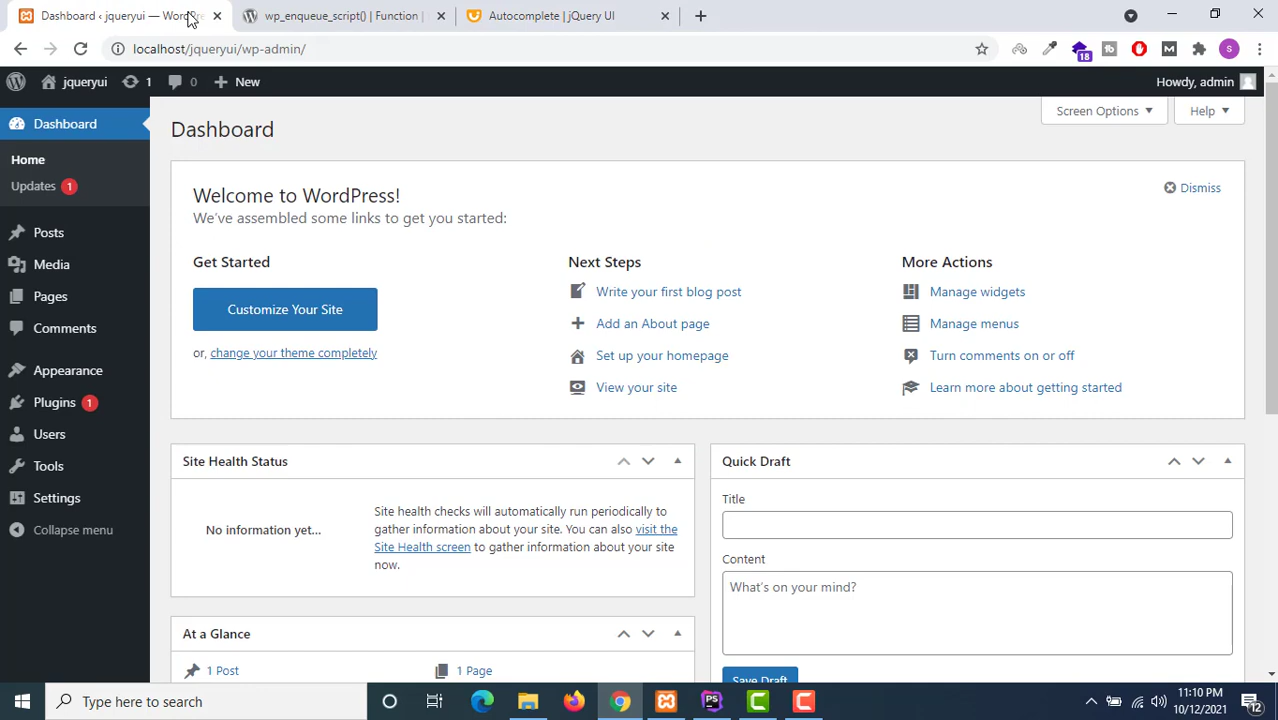 Dashboard ‹ jqueryui — WordPre
wp_enqueue_script() | Function |
Autocomplete | jQuery UI
localhost/jqueryui/wp-admin/
18
M
S
jqueryui
1
0
New
Howdy, admin
Dashboard
Home
Updates 1
Posts
Media
Pages
Comments
Appearance
Plugins 1
Users
Tools
Settings
Collapse menu
Dashboard
Screen Options
Help
Welcome to WordPress!
We've assembled some links to get you started:
Dismiss
Get Started
Customize Your Site
or, change your theme completely
Next Steps
Write your first blog post
Add an About page
Set up your homepage
View your site
More Actions
Manage widgets
Manage menus
Turn comments on or off
Learn more about getting started
Site Health Status
No information yet...
Site health checks will automatically run periodically to
gather information about your site. You can also visit the
Site Health screen to gather information about your site
now.
At a Glance
1 Post
1 Page
Quick Draft
Title
Content
What's on your mind?
Save Draft
Type here to search
PS
11:10 PM
10/12/2021
12